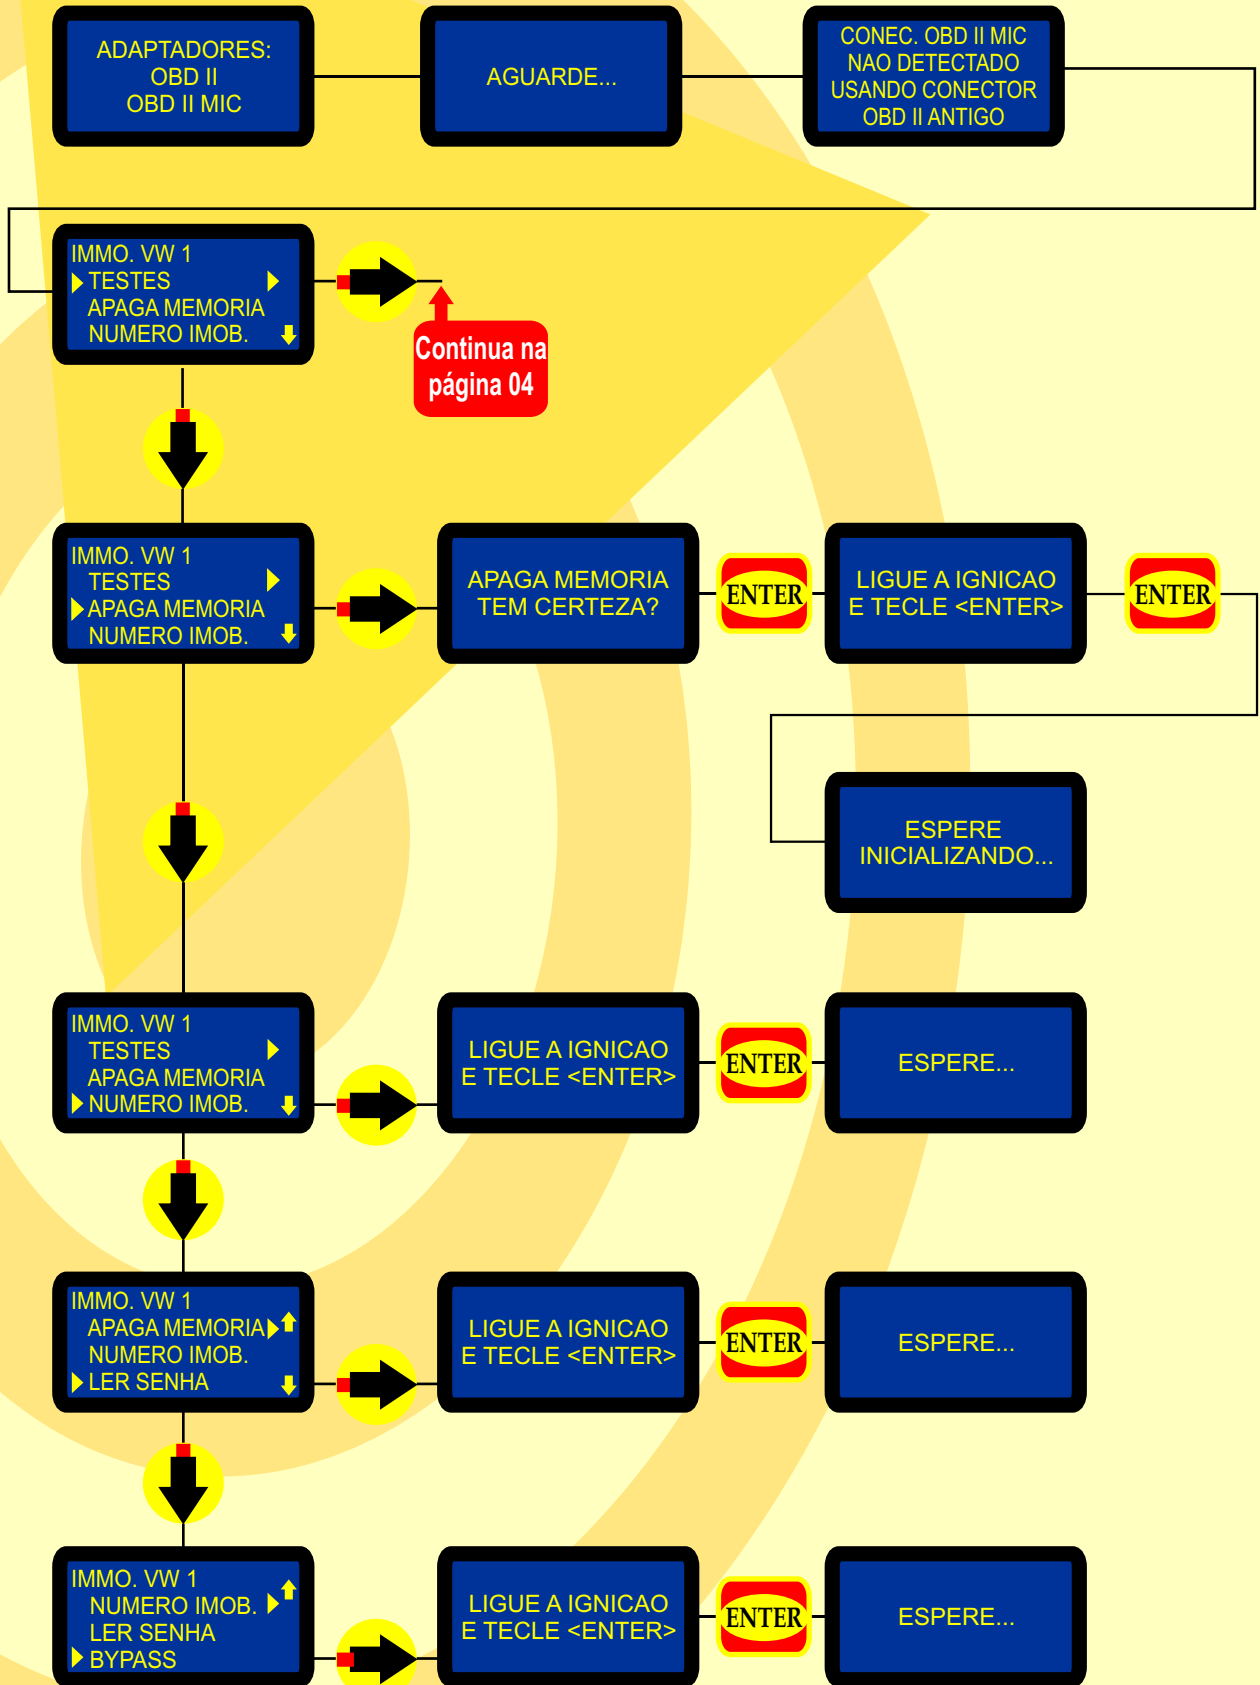 ADAPTADORES:
OBD II
OBD II MIC
AGUARDE...
CONEC. OBD II MIC
NAO DETECTADO
USANDO CONECTOR
OBD II ANTIGO
IMMO. VW 1
TESTES
APAGA MEMORIA
NUMERO IMOB.
Continua na
página 04
IMMO. VW 1
TESTES
APAGA MEMORIA
NUMERO IMOB.
APAGA MEMORIA
TEM CERTEZA?
ENTER
LIGUE A IGNICAO
E TECLE <ENTER>
ENTER
ESPERE
INICIALIZANDO...
IMMO. VW 1
TESTES
APAGA MEMORIA
NUMERO IMOB.
LIGUE A IGNICAO
E TECLE <ENTER>
ENTER
ESPERE...
IMMO. VW 1
APAGA MEMORIA
NUMERO IMOB.
LER SENHA
LIGUE A IGNICAO
E TECLE <ENTER>
ENTER
ESPERE...
IMMO. VW 1
NUMERO IMOB.
LER SENHA
BYPASS
LIGUE A IGNICAO
E TECLE <ENTER>
ENTER
ESPERE...